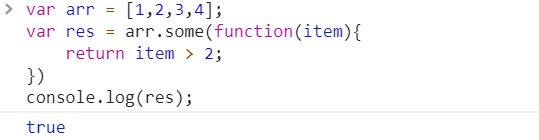 var arr = [1,2,3,4];
var res = arr.some(function(item){
    return item > 2;
})
console.log(res);
true